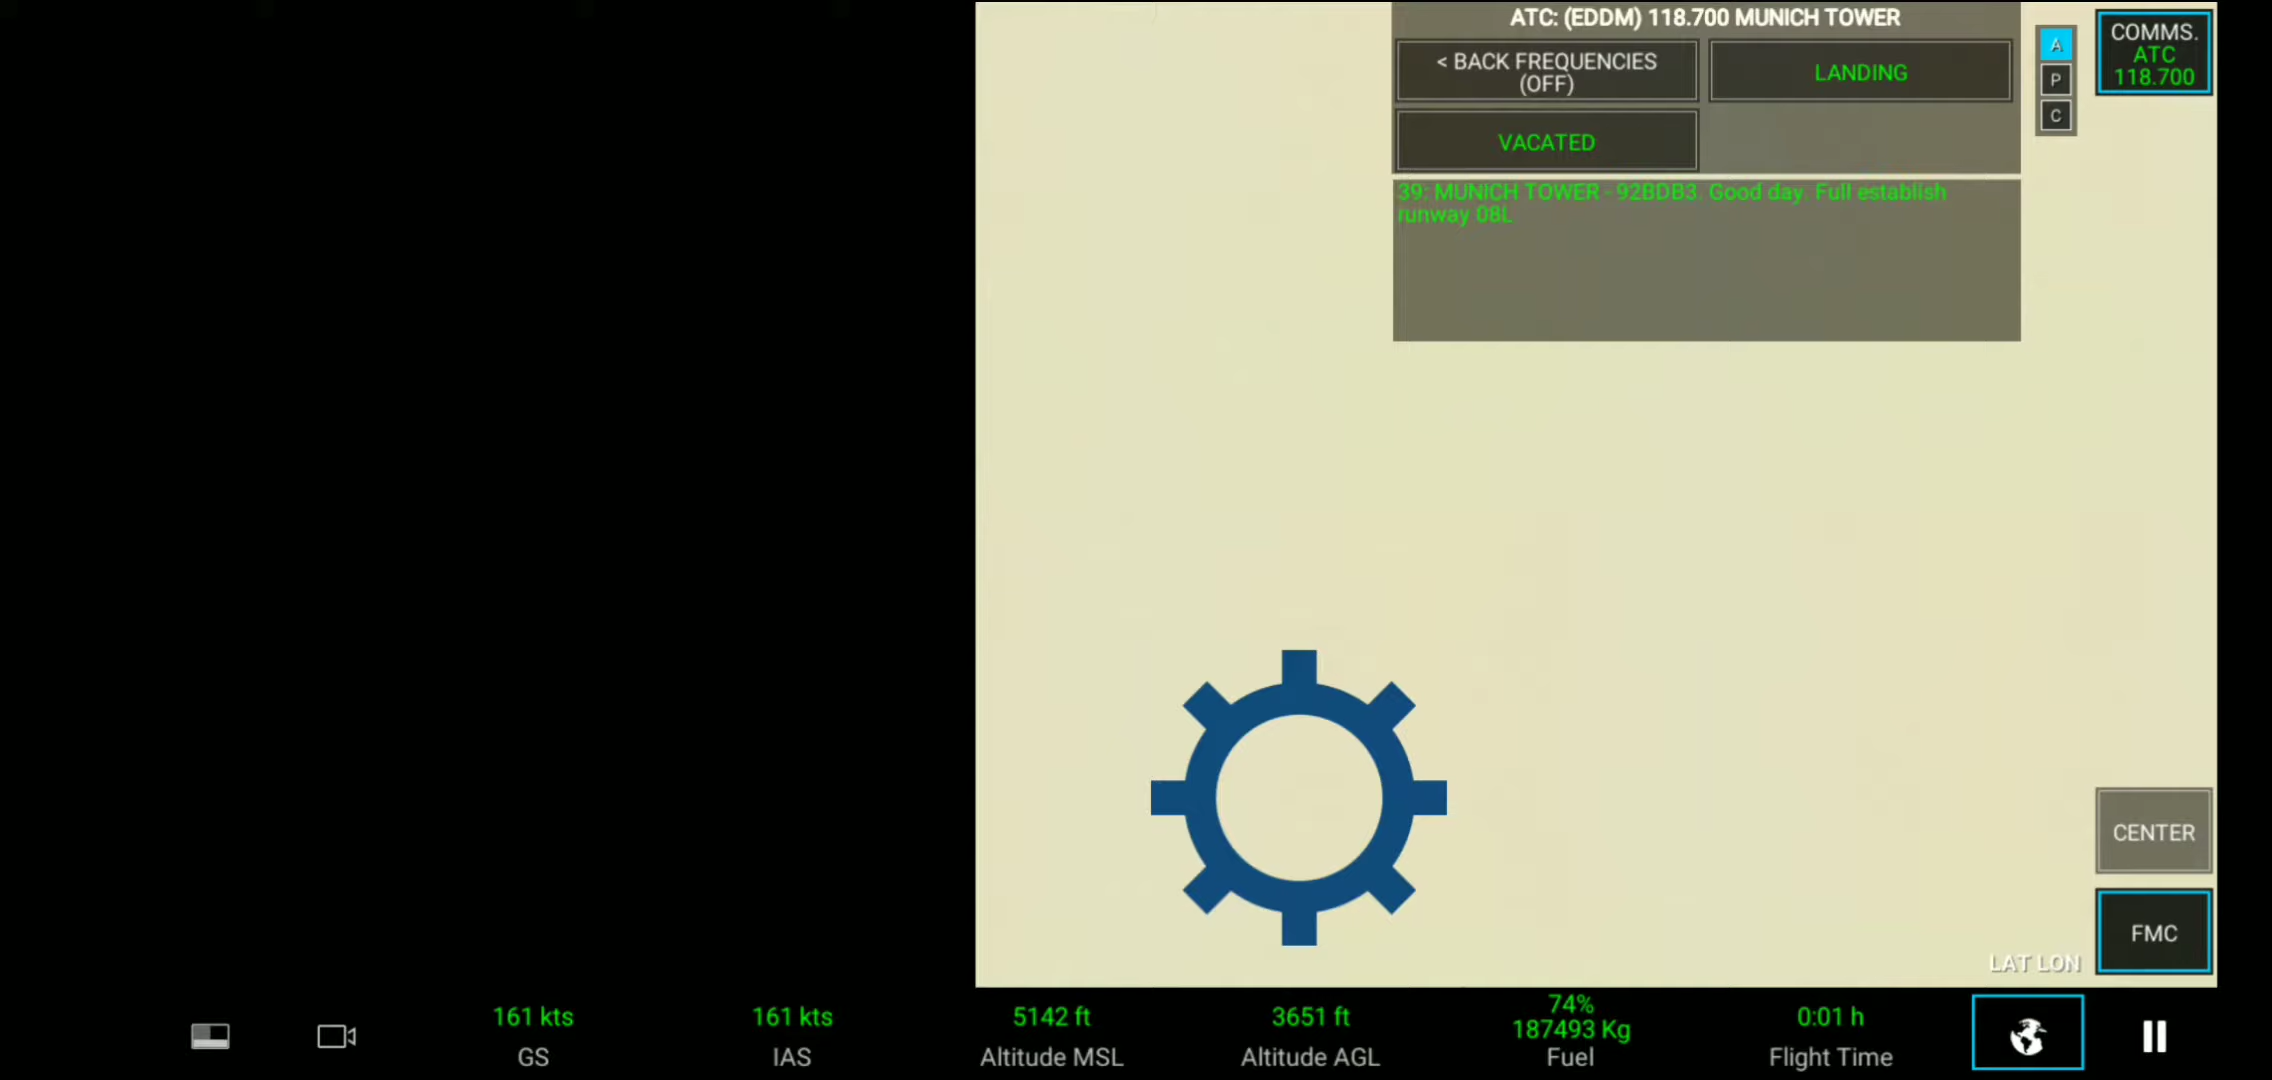 ATC: (EDDM) 118.700 MUNICH TOWER
< BACK FREQUENCIES
(OFF)
LANDING
VACATED
39: MUNICH TOWER - 92BDB3. Good day. Full establish
runway 08L
A
P
C
COMMS.
ATC
118.700
CENTER
FMC
LAT LON
161 kts
GS
161 kts
IAS
5142 ft
Altitude MSL
3651 ft
Altitude AGL
74%
187493 Kg
Fuel
0:01 h
Flight Time